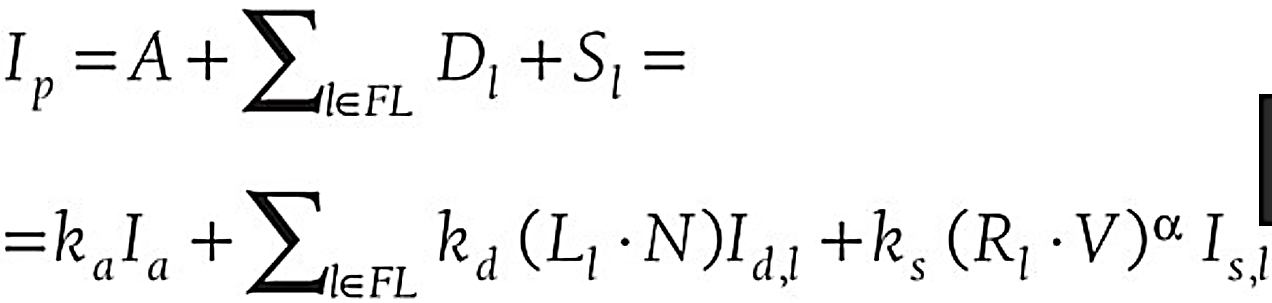 I_p = A + ∑_{l∈FL} D_l + S_l =
=k_a I_a + ∑_{l∈FL} k_d (L_l · N)I_{d,l} + k_s (R_l · V)^α I_{s,l}